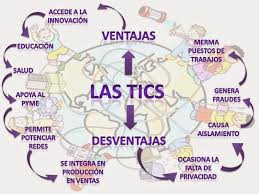 ACCEDE A LA
INNOVACIÓN
VENTAJAS
EDUCACIÓN
MERMA
PUESTOS DE
TRABAJOS
SALUD
LAS TICS
APOYA AL
PYME
GENERA
FRAUDES
PERMITE
POTENCIAR
REDES
CAUSA
AISLAMIENTO
DESVENTAJAS
SE INTEGRA EN
PRODUCCIÓN
EN VENTAS
OCASIONA LA
FALTA DE
PRIVACIDAD